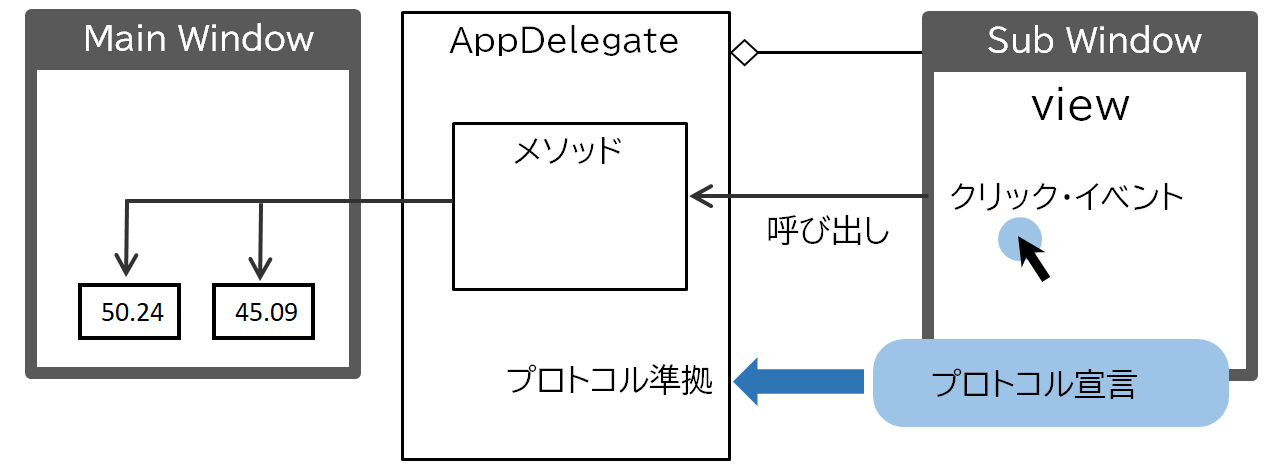 Main Window
AppDelegate
Sub Window
view
メソッド
クリック・イベント
呼び出し
50.24
45.09
プロトコル準拠
プロトコル宣言